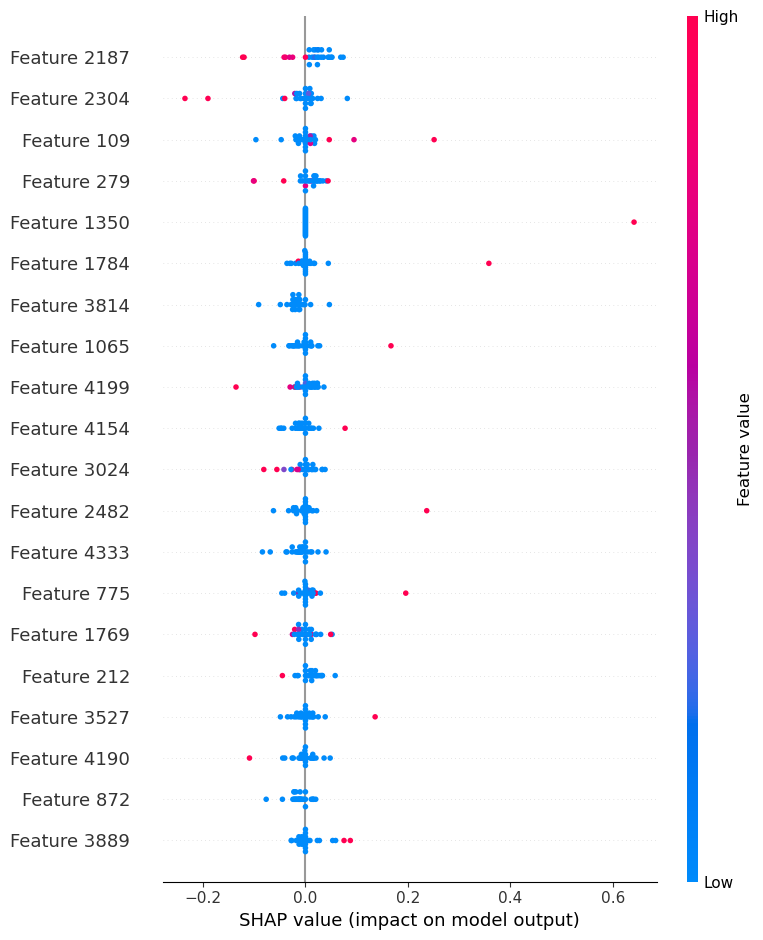 High
Feature 2187
Feature 2304
Feature 109
Feature 279
Feature 1350
Feature 1784
Feature 3814
Feature 1065
Feature 4199
Feature 4154
Feature 3024
Feature 2482
Feature 4333
Feature 775
Feature 1769
Feature 212
Feature 3527
Feature 4190
Feature 872
Feature 3889
Feature value
Low
−0.2 0.0 0.2 0.4 0.6
SHAP value (impact on model output)